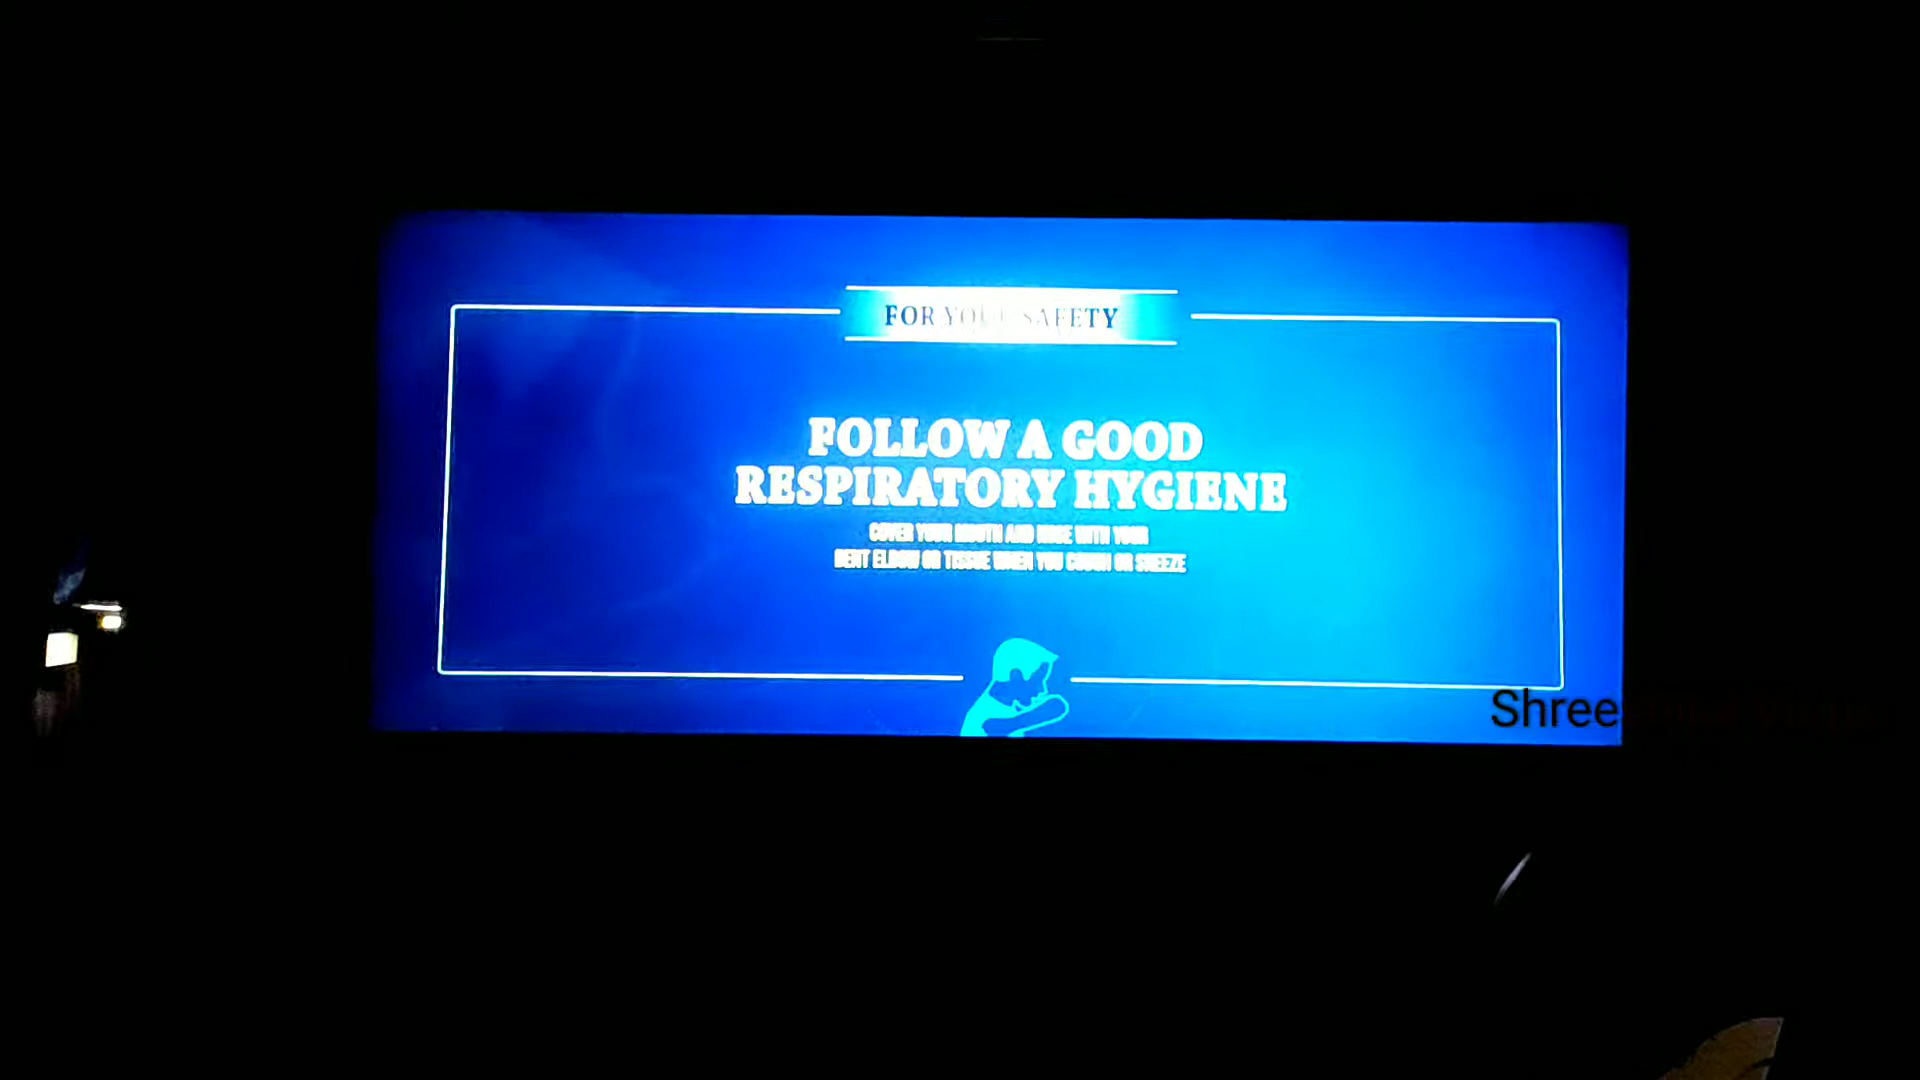 FOR YOUR SAFETY
FOLLOW A GOOD
RESPIRATORY HYGIENE
COVER YOUR MOUTH AND NOSE WITH YOUR
BENT ELBOW OR TISSUE WHEN YOU COUGH OR SNEEZE
Shree